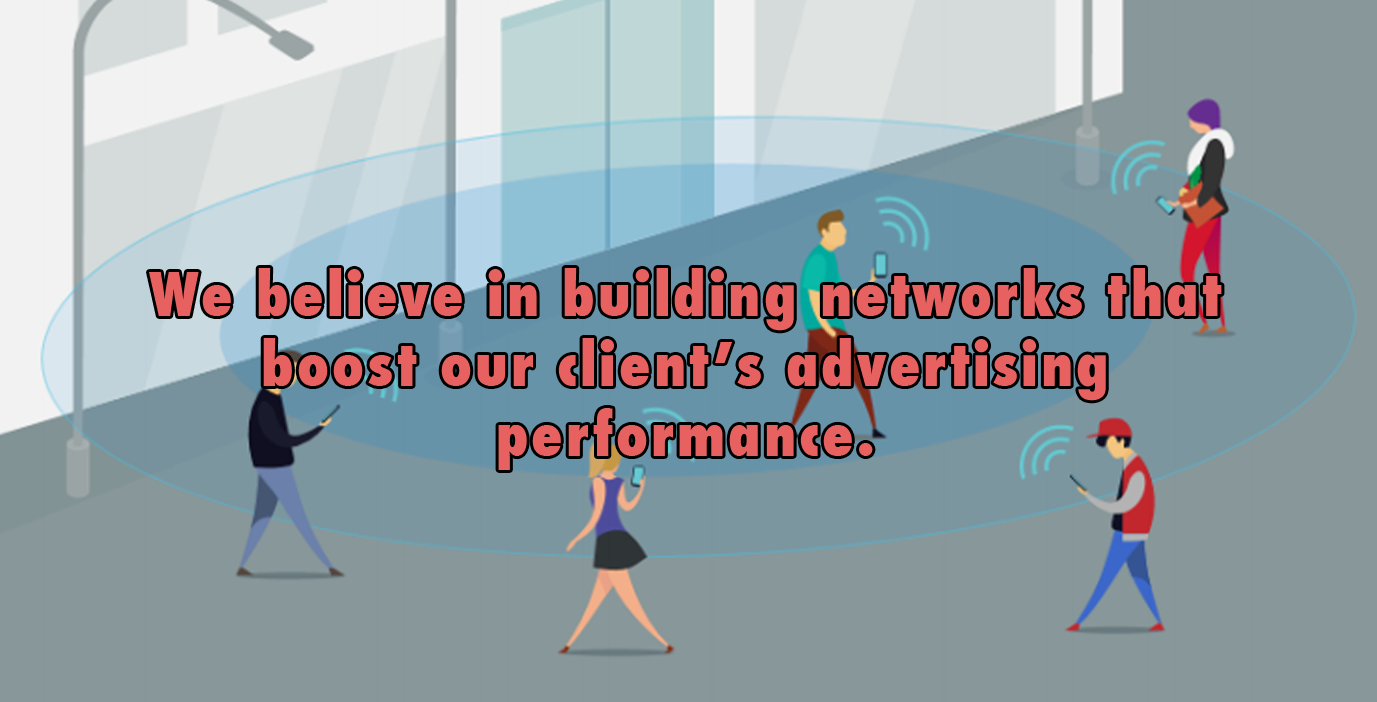 We believe in building networks that
boost our client’s advertising
performance.